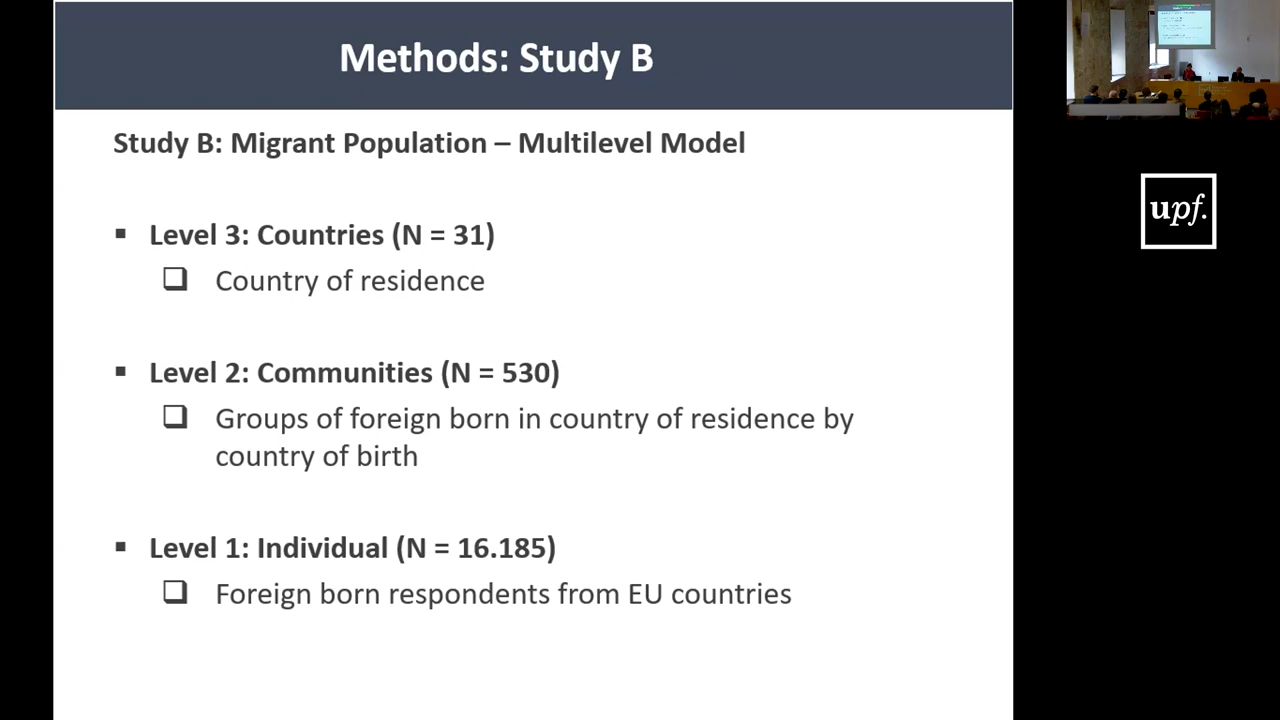 Methods: Study B
Study B: Migrant Population – Multilevel Model
▪ Level 3: Countries (N = 31)
❑ Country of residence
▪ Level 2: Communities (N = 530)
❑ Groups of foreign born in country of residence by
country of birth
▪ Level 1: Individual (N = 16.185)
❑ Foreign born respondents from EU countries
upf.